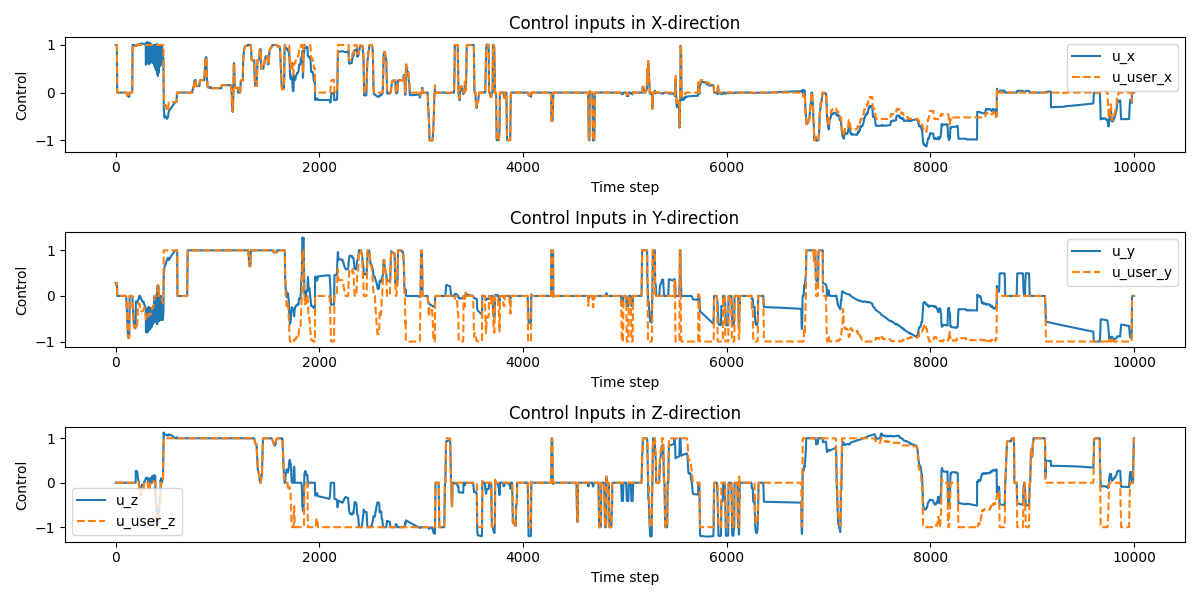 Control inputs in X-direction
1
0
−1
Control
u_x
u_user_x
0 2000 4000 6000 8000 10000
Time step
Control Inputs in Y-direction
1
0
−1
Control
u_y
u_user_y
0 2000 4000 6000 8000 10000
Time step
Control Inputs in Z-direction
1
0
−1
Control
u_z
u_user_z
0 2000 4000 6000 8000 10000
Time step